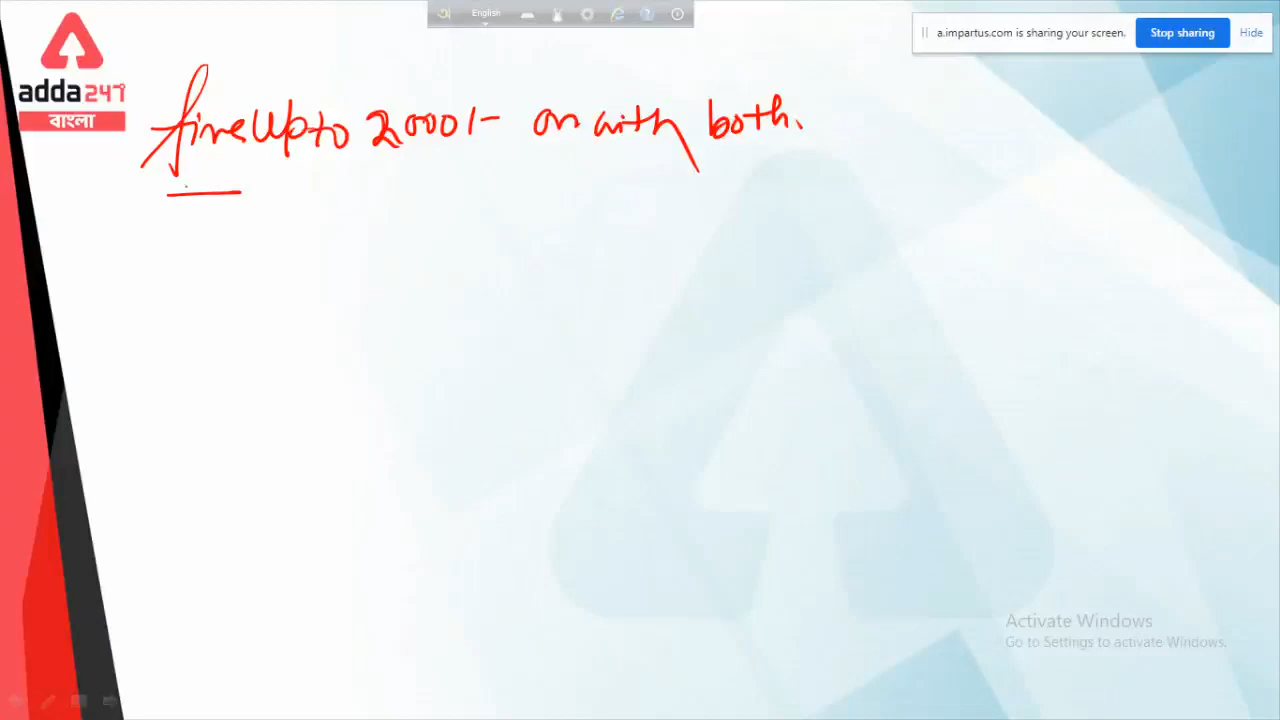 English
a.impartus.com is sharing your screen.
Stop sharing
Hide
adda247
বাংলা
fine upto 2000/- or with both.
Activate Windows
Go to Settings to activate Windows.